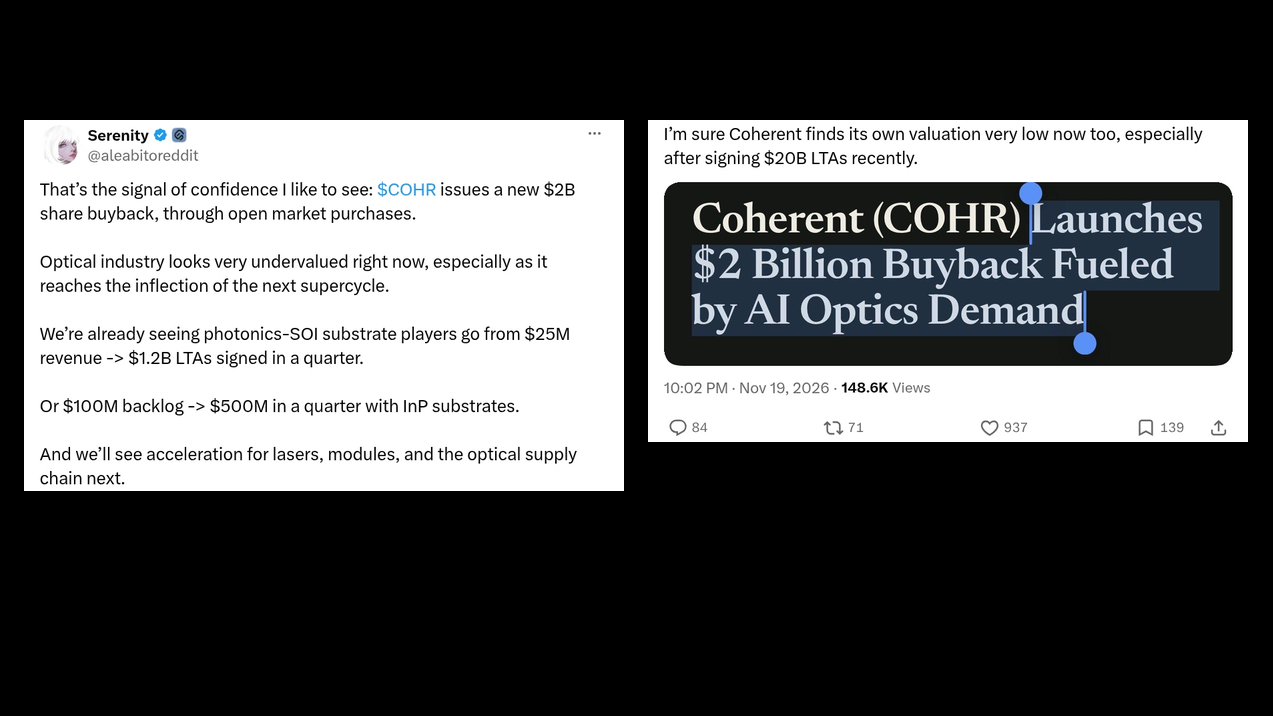 Serenity
@aleabitoreddit
That’s the signal of confidence I like to see: $COHR issues a new $2B
share buyback, through open market purchases.
Optical industry looks very undervalued right now, especially as it
reaches the inflection of the next supercycle.
We’re already seeing photonics-SOI substrate players go from $25M
revenue -> $1.2B LTAs signed in a quarter.
Or $100M backlog -> $500M in a quarter with InP substrates.
And we’ll see acceleration for lasers, modules, and the optical supply
chain next.
I’m sure Coherent finds its own valuation very low now too, especially
after signing $20B LTAs recently.
Coherent (COHR) Launches
$2 Billion Buyback Fueled
by AI Optics Demand
10:02 PM · Nov 19, 2026 · 148.6K Views
84 71 937 139